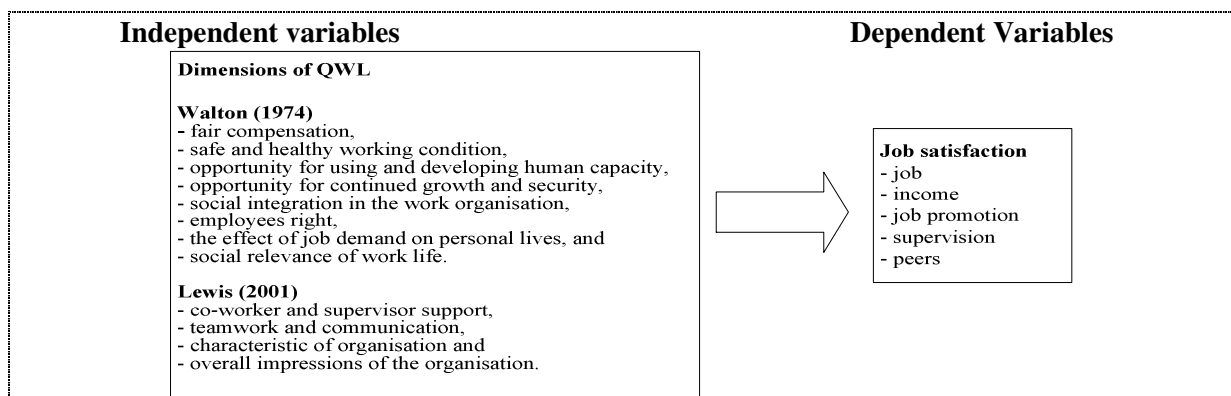 Independent variables
Dependent Variables
Dimensions of QWL
Walton (1974)
- fair compensation,
- safe and healthy working condition,
- opportunity for using and developing human capacity,
- opportunity for continued growth and security,
- social integration in the work organisation,
- employees right,
- the effect of job demand on personal lives, and
- social relevance of work life.
Lewis (2001)
- co-worker and supervisor support,
- teamwork and communication,
- characteristic of organisation and
- overall impressions of the organisation.
Job satisfaction
- job
- income
- job promotion
- supervision
- peers